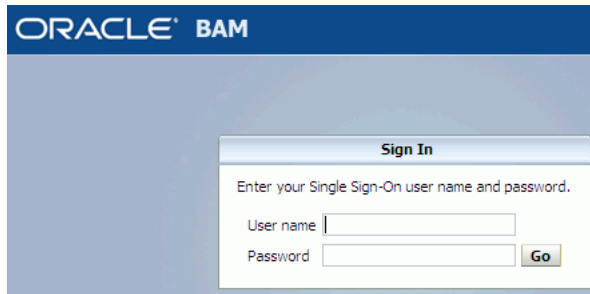 ORACLE BAM
Sign In
Enter your Single Sign-On user name and password.
User name
Password Go